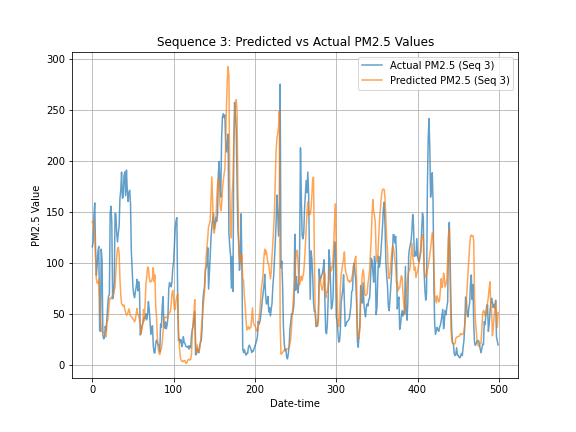 Sequence 3: Predicted vs Actual PM2.5 Values
Actual PM2.5 (Seq 3)
Predicted PM2.5 (Seq 3)
PM2.5 Value
300
250
200
150
100
50
0
0 100 200 300 400 500
Date-time